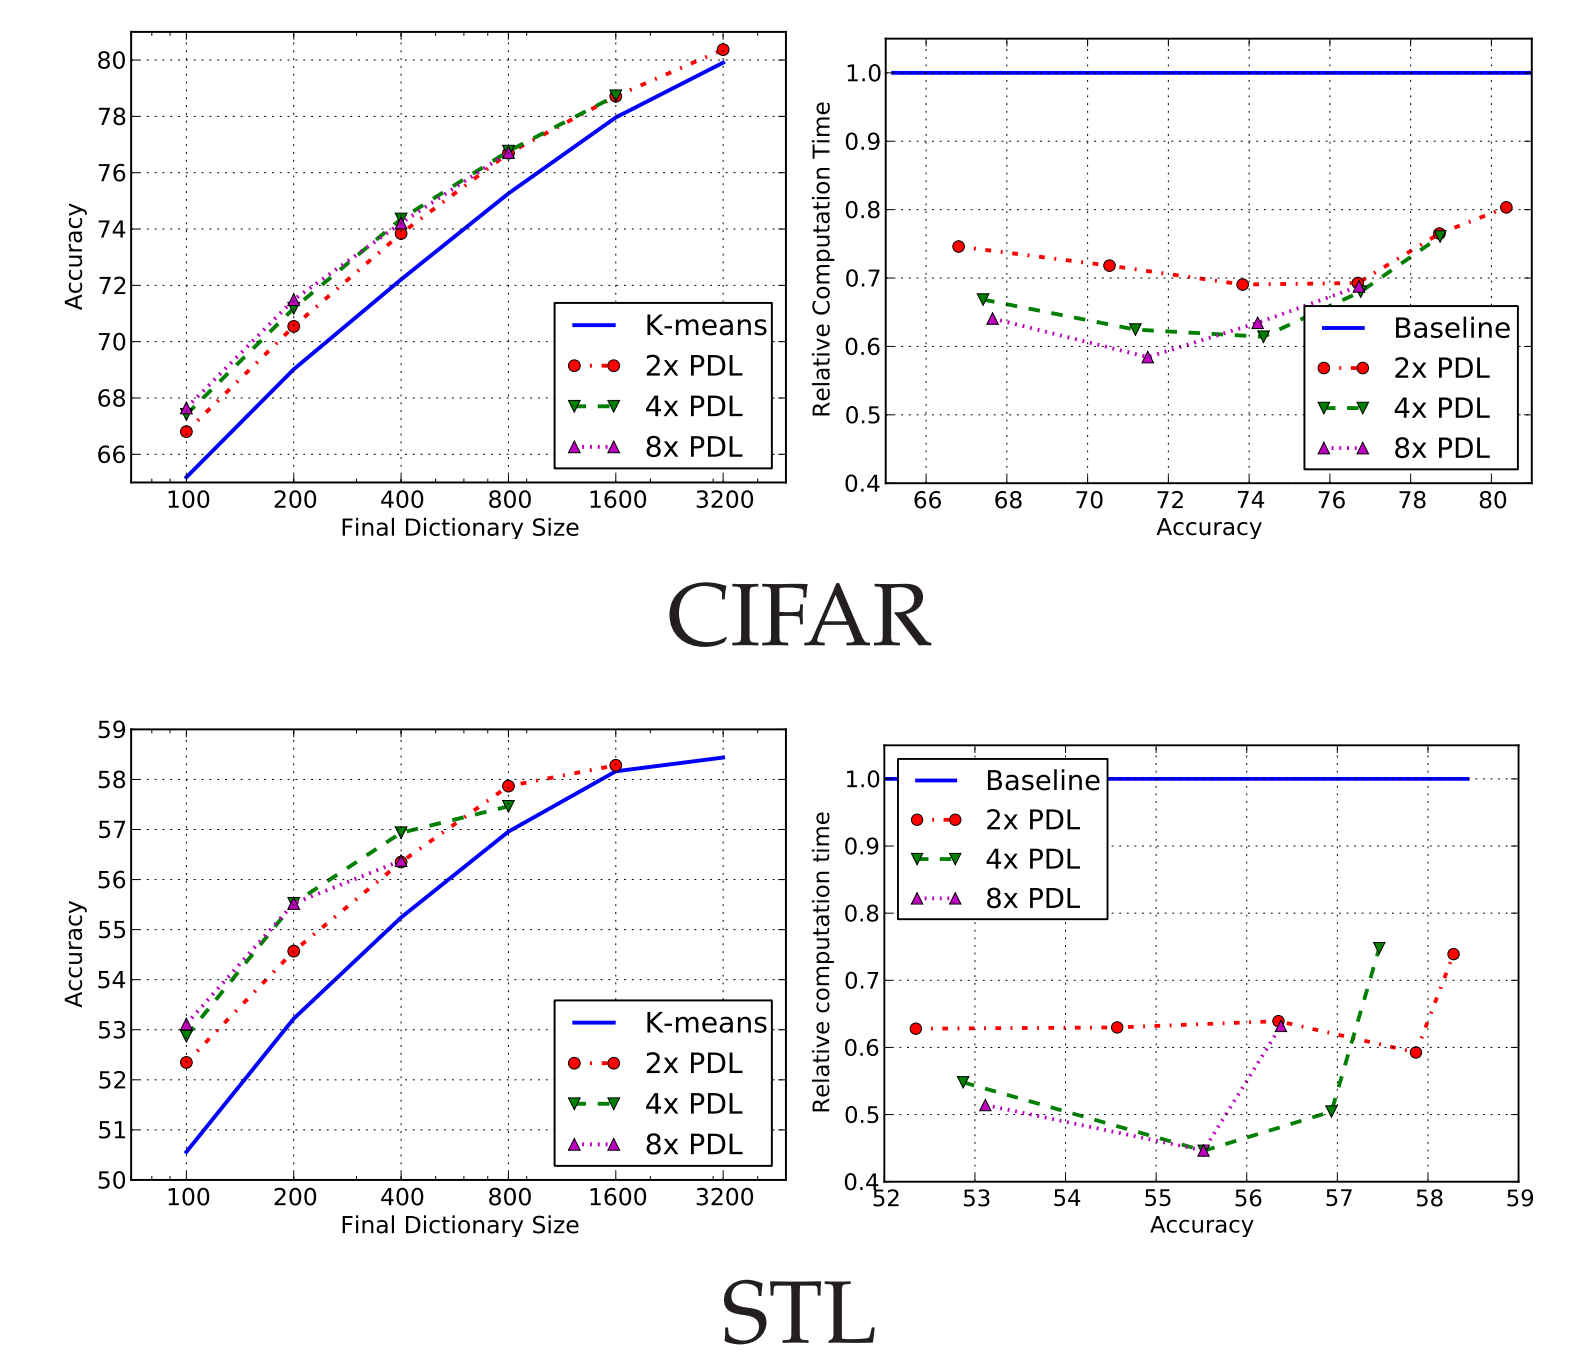 80
78
76
74
72
70
68
66
Accuracy
100 200 400 800 1600 3200
Final Dictionary Size
K-means
2x PDL
4x PDL
8x PDL
1.0
0.9
0.8
0.7
0.6
0.5
0.4
Relative Computation Time
66 68 70 72 74 76 78 80
Accuracy
Baseline
2x PDL
4x PDL
8x PDL
CIFAR
59
58
57
56
55
54
53
52
51
50
Accuracy
100 200 400 800 1600 3200
Final Dictionary Size
K-means
2x PDL
4x PDL
8x PDL
1.0
0.9
0.8
0.7
0.6
0.5
0.4
Relative computation time
52 53 54 55 56 57 58 59
Accuracy
Baseline
2x PDL
4x PDL
8x PDL
STL